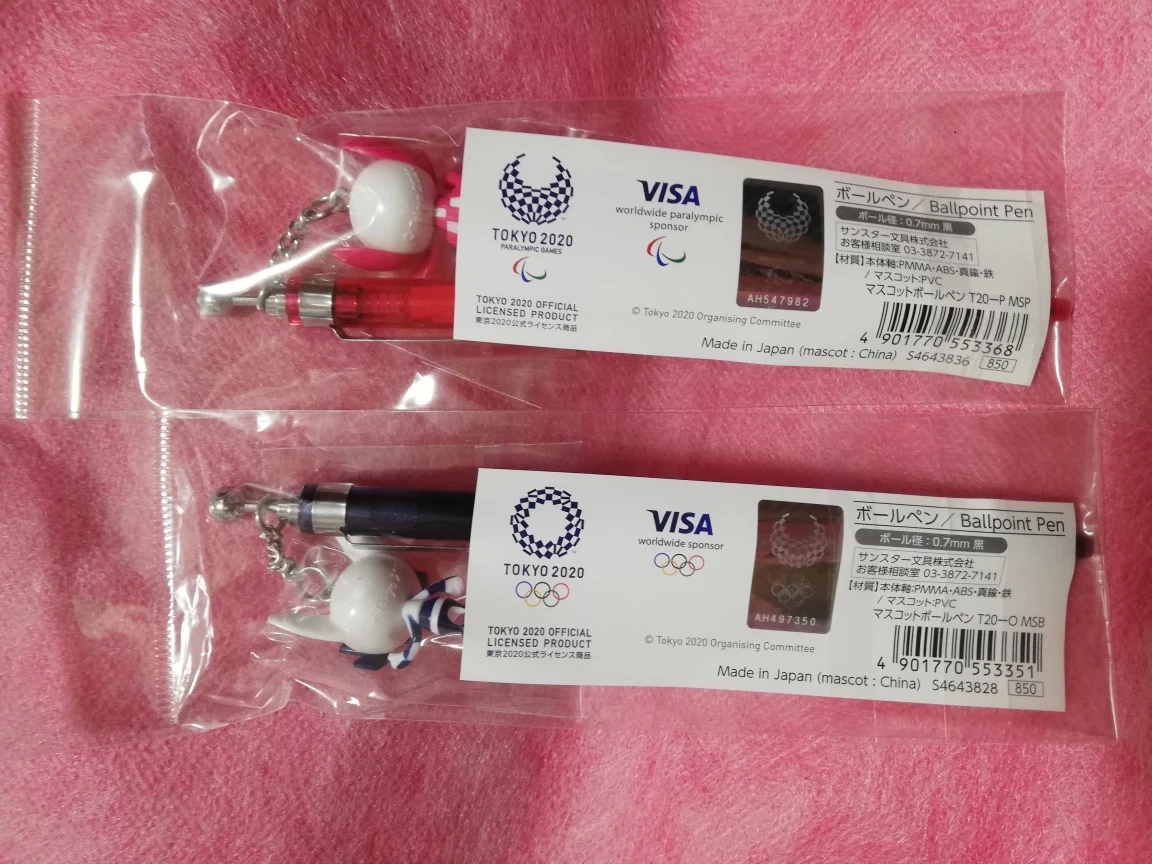 TOKYO 2020
PARALYMPIC GAMES
TOKYO 2020 OFFICIAL
LICENSED PRODUCT
東京2020公式ライセンス商品
VISA
worldwide paralympic
sponsor
© Tokyo 2020 Organising Committee
AH547982
ボールペン／Ballpoint Pen
ボール径：0.7mm 黒
サンスター文具株式会社
お客様相談室 03-3872-7141
【材質】本体軸:PMMA・ABS・真鍮・鉄
/ マスコット:PVC
マスコットボールペン T20-P MSP
4 901770 553368
Made in Japan (mascot : China) S4643836 850
TOKYO 2020
TOKYO 2020 OFFICIAL
LICENSED PRODUCT
東京2020公式ライセンス商品
VISA
worldwide sponsor
© Tokyo 2020 Organising Committee
AH497350
ボールペン／Ballpoint Pen
ボール径：0.7mm 黒
サンスター文具株式会社
お客様相談室 03-3872-7141
【材質】本体軸:PMMA・ABS・真鍮・鉄
/ マスコット:PVC
マスコットボールペン T20-O MSB
4 901770 553351
Made in Japan (mascot : China) S4643828 850